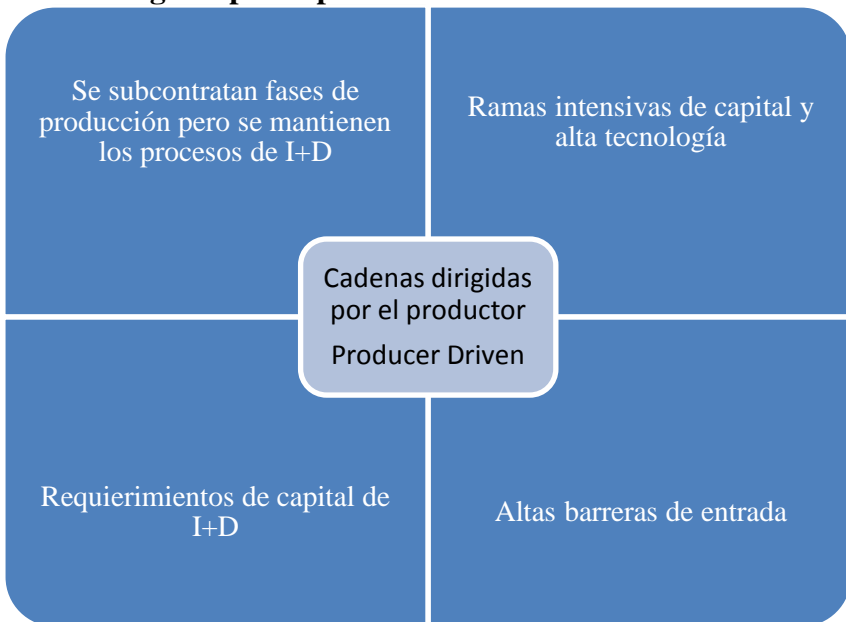 Se subcontratan fases de
producción pero se mantienen
los procesos de I+D
Ramas intensivas de capital y
alta tecnología
Cadenas dirigidas
por el productor
Producer Driven
Requierimientos de capital de
I+D
Altas barreras de entrada